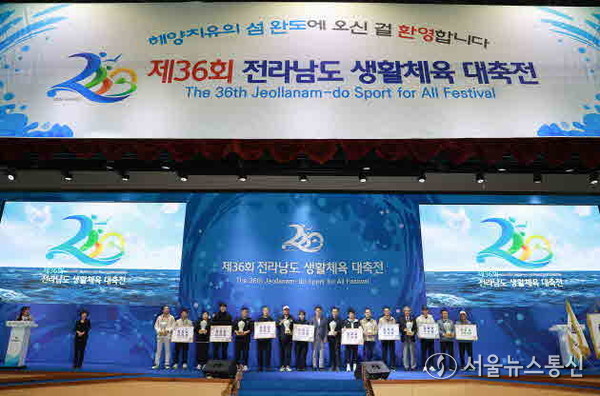 해양치유의 섬 완도에 오신 걸 환영합니다
제36회 전라남도 생활체육 대축전
The 36th Jeollanam-do Sport for All Festival
제36회
전라남도 생활체육 대축전
제36회 전라남도 생활체육 대축전
The 36th Jeollanam-do Sport for All Festival
제36회
전라남도 생활체육 대축전
서울뉴스통신